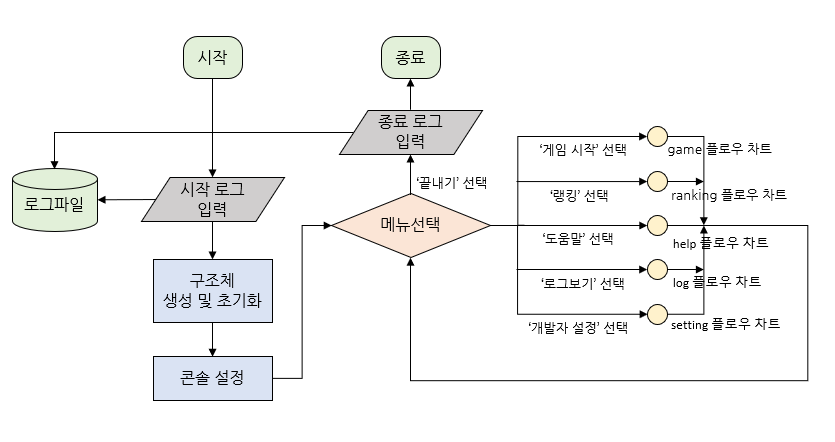 시작
종료
종료 로그
입력
로그파일
시작 로그
입력
'끝내기' 선택
메뉴선택
구조체
생성 및 초기화
콘솔 설정
'게임 시작' 선택
game 플로우 차트
'랭킹' 선택
ranking 플로우 차트
'도움말' 선택
help 플로우 차트
'로그보기' 선택
log 플로우 차트
'개발자 설정' 선택
setting 플로우 차트